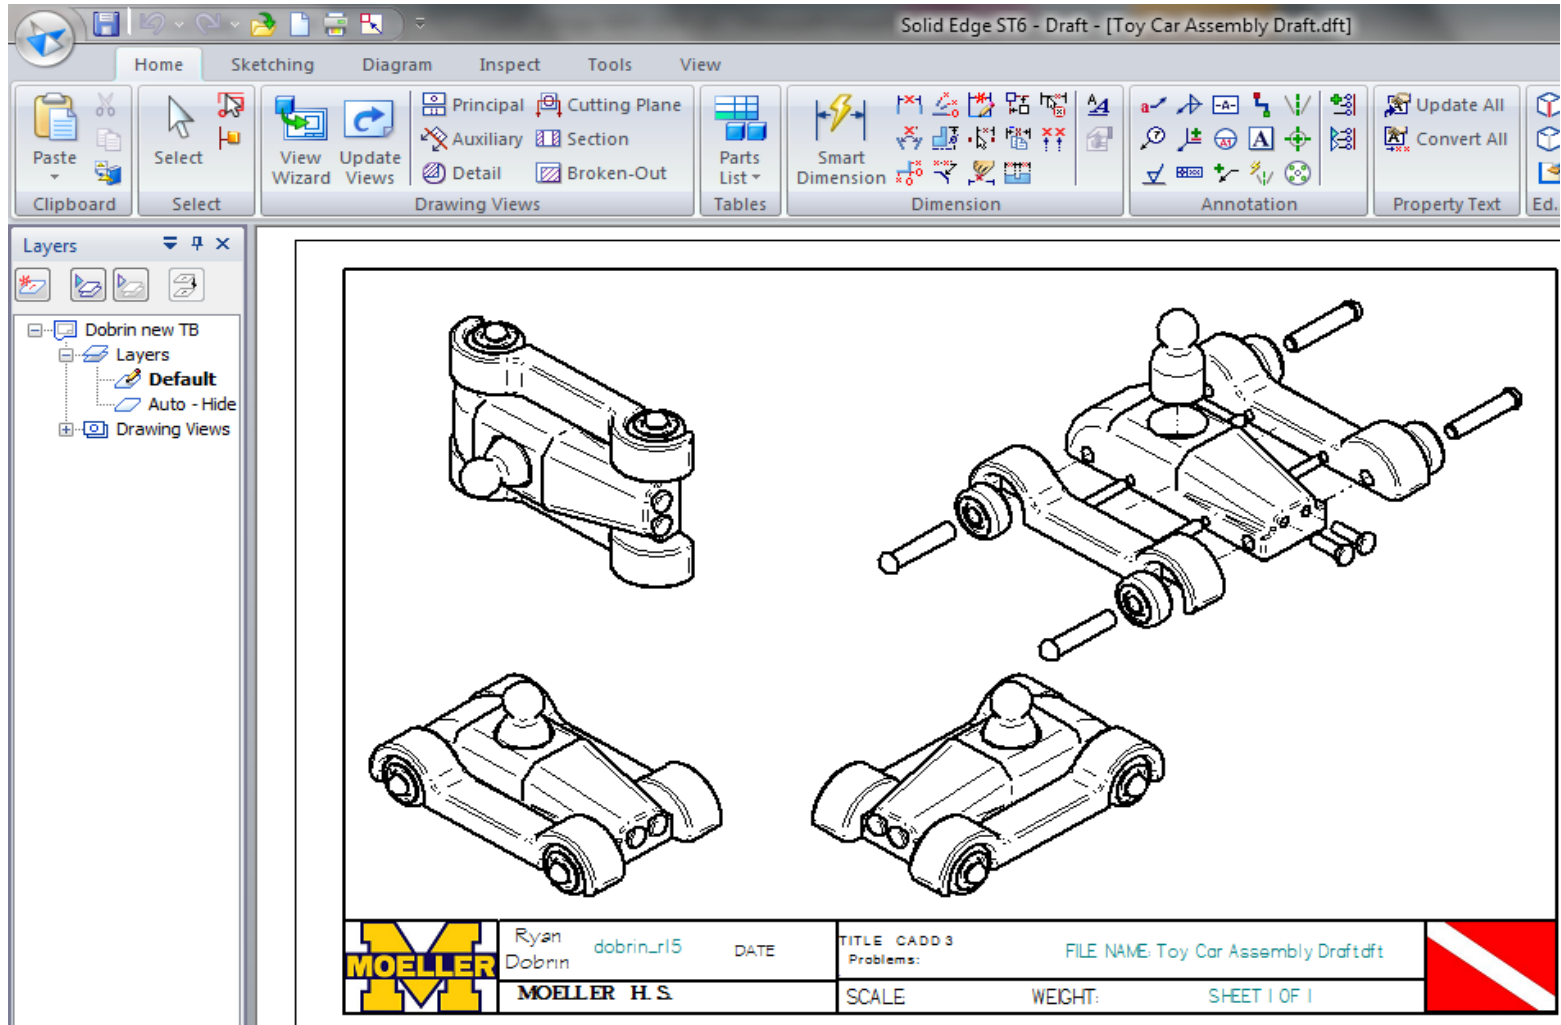 Solid Edge ST6 - Draft - [Toy Car Assembly Draft.dft]
Home Sketching Diagram Inspect Tools View
Paste
Clipboard
Select
Select
View Wizard
Update Views
Principal
Auxiliary
Detail
Cutting Plane
Section
Broken-Out
Drawing Views
Parts List
Tables
Smart Dimension
Dimension
Annotation
Update All
Convert All
Property Text
Ed.
Layers
Dobrin new TB
Layers
Default
Auto - Hide
Drawing Views
MOELLER
Ryan Dobrin
dobrin_r15
DATE
MOELLER H.S.
TITLE CADD 3
Problems:
FILE NAME: Toy Car Assembly Draft.dft
SCALE:
WEIGHT:
SHEET 1 OF 1